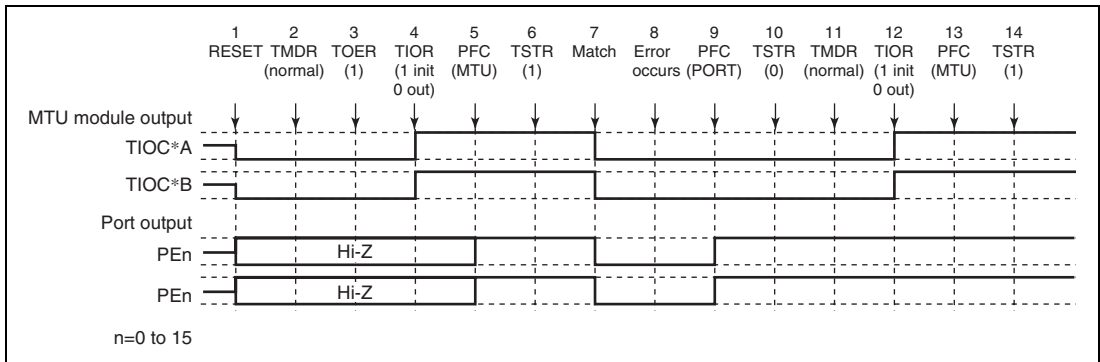 1 2 3 4 5 6 7 8 9 10 11 12 13 14
RESET TMDR TOER TIOR PFC TSTR Match Error PFC TSTR TMDR TIOR PFC TSTR
(normal) (1) (1 init (MTU) (1) occurs (PORT) (0) (normal) (1 init (MTU) (1)
0 out) 0 out)
MTU module output
TIOC*A
TIOC*B
Port output
PEn Hi-Z
PEn Hi-Z
n=0 to 15